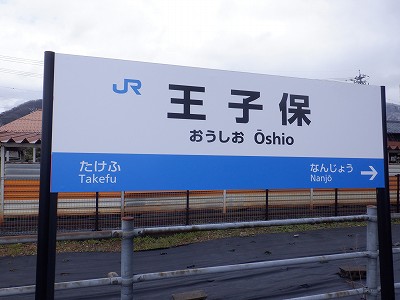 JR
王子保
おうしお Ōshio
たけふ なんじょう
Takefu Nanjō →